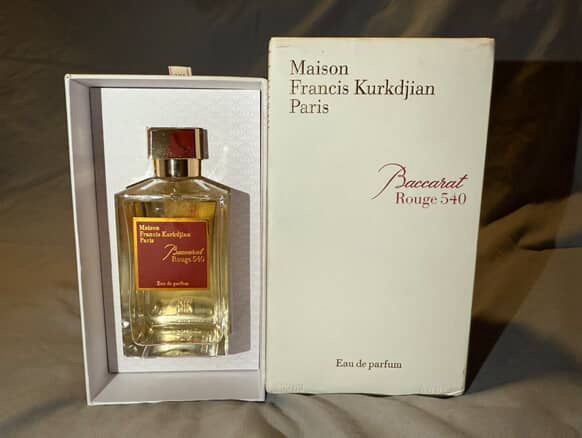 Maison
Francis Kurkdjian
Paris
Baccarat
Rouge 540
Eau de parfum
Maison
Francis Kurkdjian
Paris
Baccarat
Rouge 540
Eau de parfum